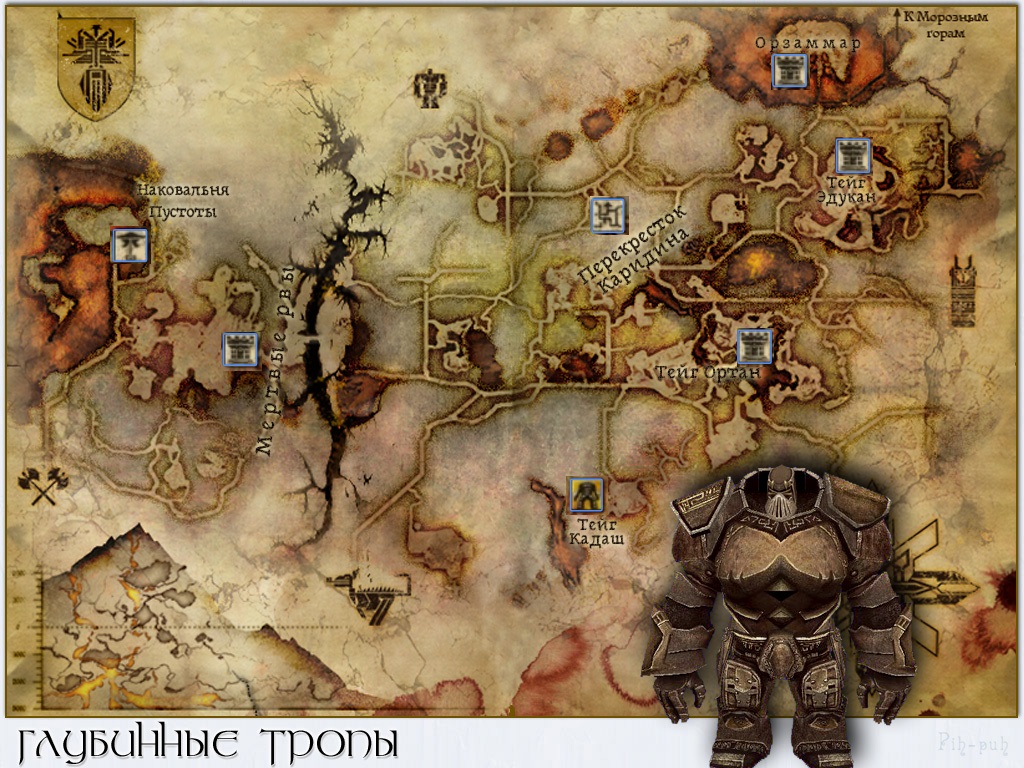 К Морозным
горам
Орзаммар
Тейг
Эдукан
Наковальня
Пустоты
Перекресток
Каридина
Мертвые рвы
Тейг Ортан
Тейг
Кадаш
глубинные тропы
Pih-puh